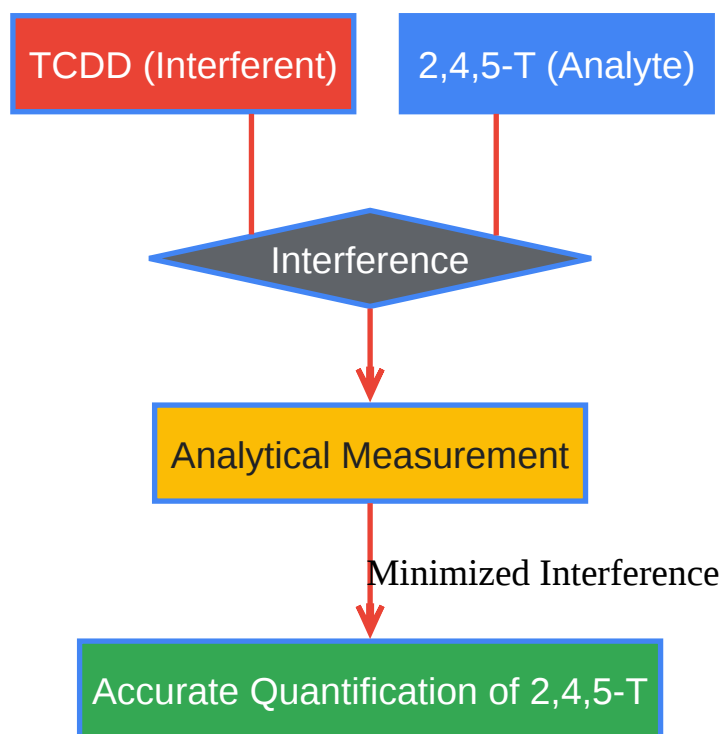 TCDD (Interferent)
2,4,5-T (Analyte)
Interference
Analytical Measurement
Minimized Interference
Accurate Quantification of 2,4,5-T